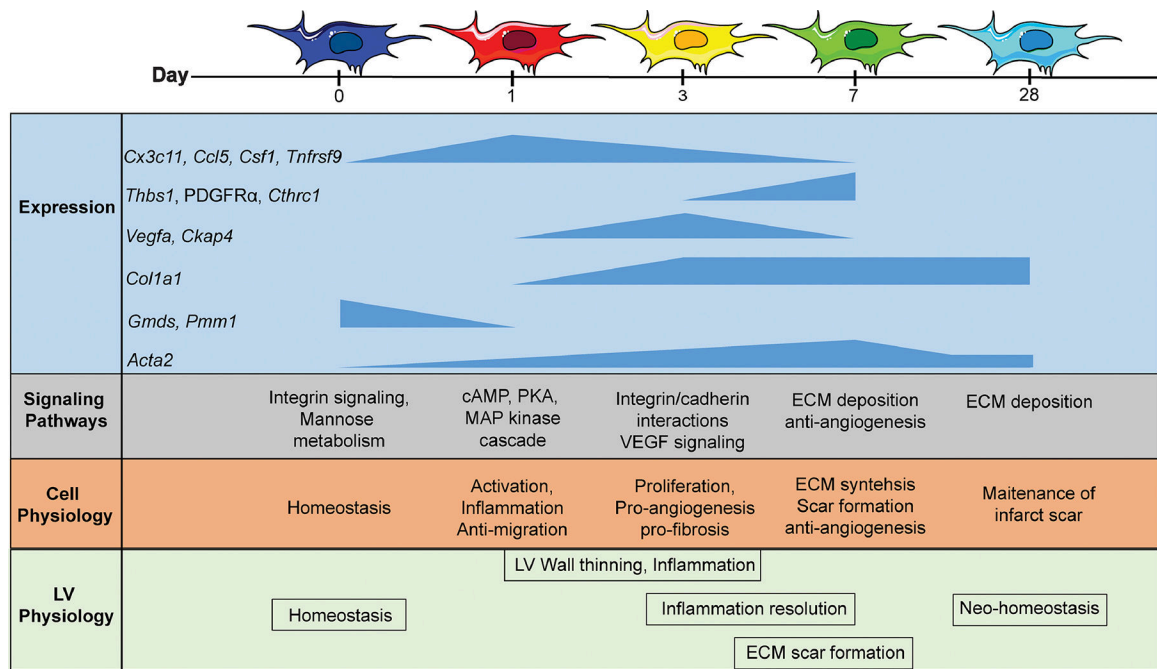 Day
0
1
3
7
28
Expression
Cx3c11, Ccl5, Csf1, Tnfrsf9
Thbs1, PDGFRα, Cthrc1
Vegfa, Ckap4
Col1a1
Gmds, Pmm1
Acta2
Signaling
Pathways
Integrin signaling,
Mannose
metabolism
cAMP, PKA,
MAP kinase
cascade
Integrin/cadherin
interactions
VEGF signaling
ECM deposition
anti-angiogenesis
ECM deposition
Cell
Physiology
Homeostasis
Activation,
Inflammation
Anti-migration
Proliferation,
Pro-angiogenesis
pro-fibrosis
ECM syntehsis
Scar formation
anti-angiogenesis
Maitenance of
infarct scar
LV
Physiology
LV Wall thinning, Inflammation
Homeostasis
Inflammation resolution
Neo-homeostasis
ECM scar formation